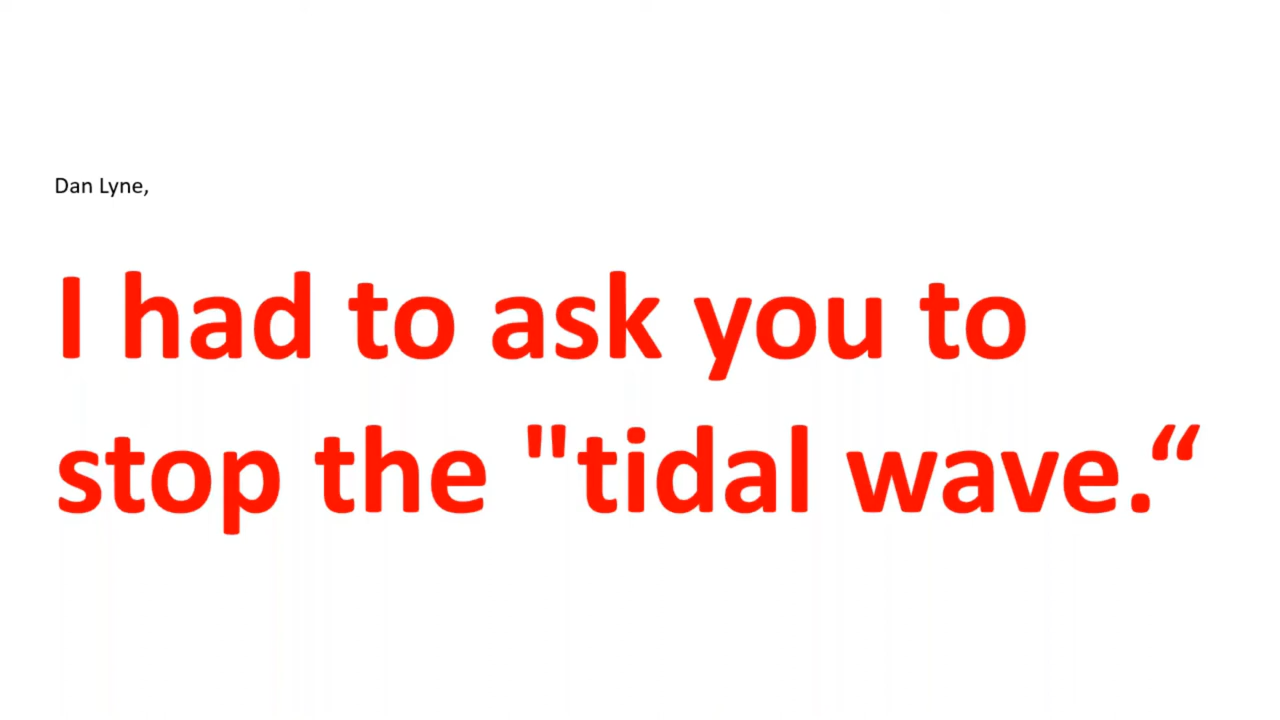 Dan Lyne,
I had to ask you to
stop the "tidal wave.“